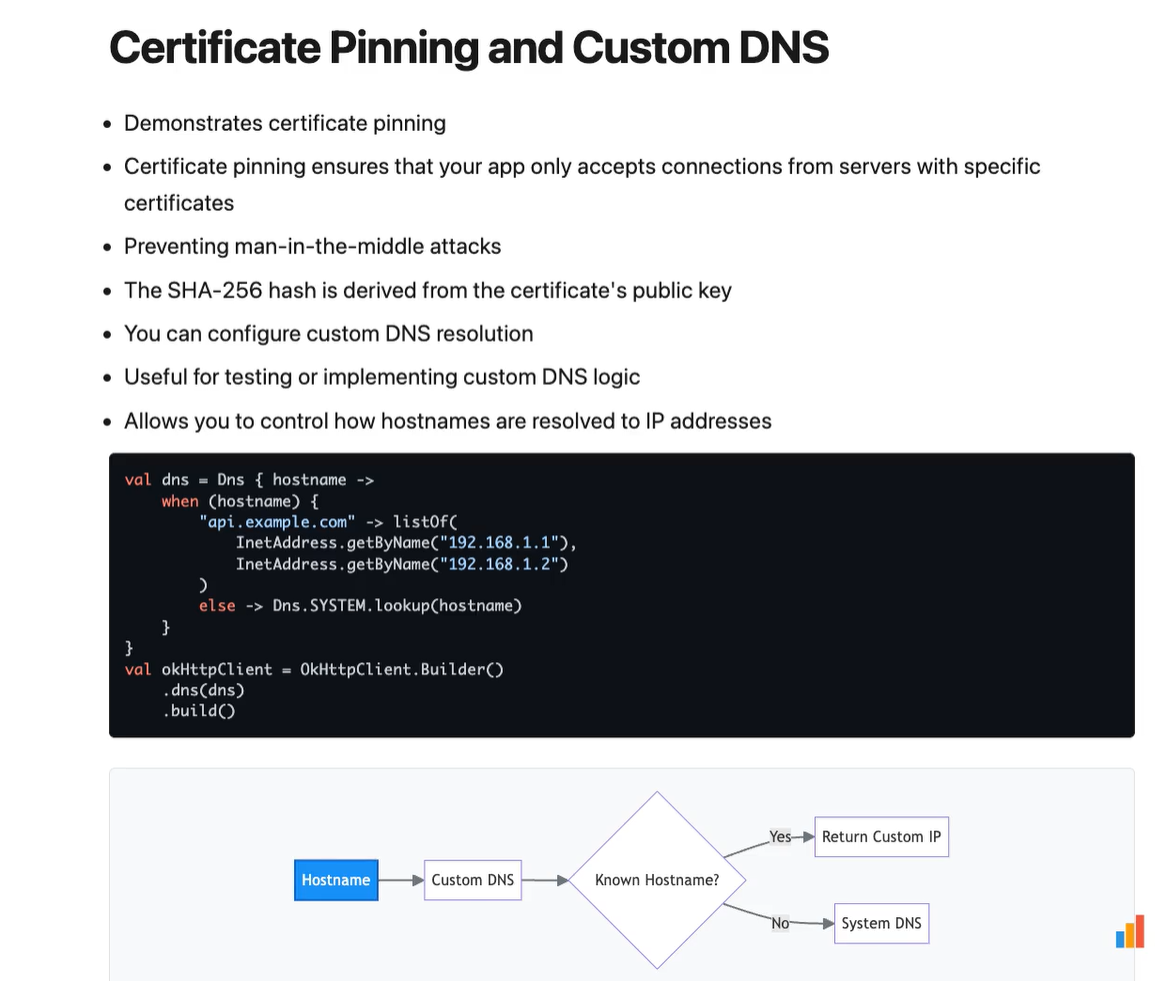 Certificate Pinning and Custom DNS
• Demonstrates certificate pinning
• Certificate pinning ensures that your app only accepts connections from servers with specific
certificates
• Preventing man-in-the-middle attacks
• The SHA-256 hash is derived from the certificate's public key
• You can configure custom DNS resolution
• Useful for testing or implementing custom DNS logic
• Allows you to control how hostnames are resolved to IP addresses
val dns = Dns { hostname ->
    when (hostname) {
        "api.example.com" -> listOf(
            InetAddress.getByName("192.168.1.1"),
            InetAddress.getByName("192.168.1.2")
        )
        else -> Dns.SYSTEM.lookup(hostname)
    }
}
val okHttpClient = OkHttpClient.Builder()
    .dns(dns)
    .build()
Hostname
Custom DNS
Known Hostname?
Yes
Return Custom IP
No
System DNS